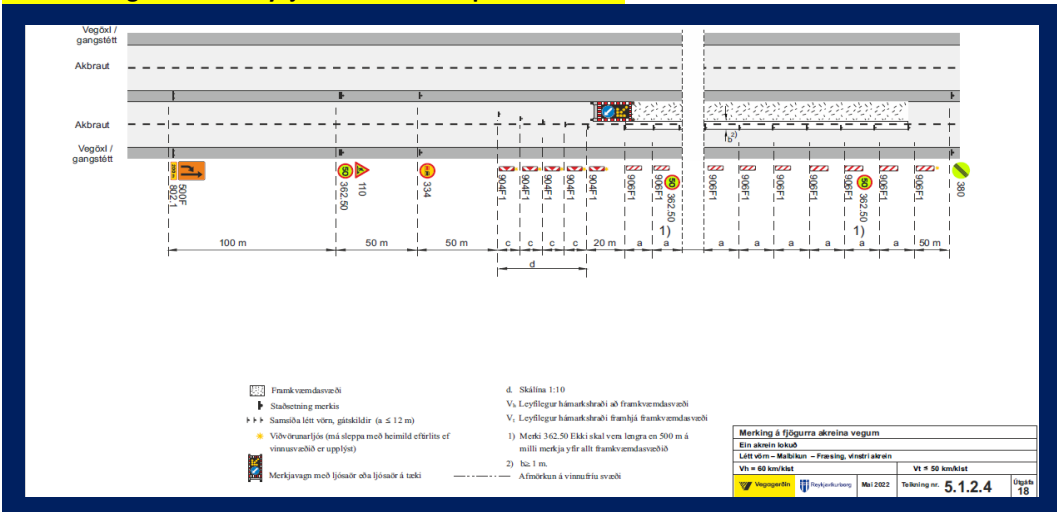 Vegöxl /
gangstétt
Akbraut
Akbraut
Vegöxl /
gangstétt
b 2)
500F
802.1
50
362.50
110
334
904F1
904F1
904F1
904F1
904F1
906F1
906F1
50
362.50
1)
906F1
906F1
906F1
906F1
50
362.50
1)
906F1
906F1
380
100 m
50 m
50 m
c
c
c
c
20 m
a
a
a
a
a
a
a
50 m
d
Framkvæmdasvæði
Staðsetning merkis
Samsíða létt vörn, gátskildir (a ≤ 12 m)
Viðvörunarljós (má sleppa með heimild eftirlits ef
vinnusvæðið er upplýst)
Merkjavagn með ljósaör eða ljósaör á tæki
d. Skálína 1:10
Vh Leyfilegur hámarkshraði að framkvæmdasvæði
Vt Leyfilegur hámarkshraði framhjá framkvæmdasvæði
1) Merki 362.50 Ekki skal vera lengra en 500 m á
milli merkja yfir allt framkvæmdasvæðið
2) b≥ 1 m.
Afmörkun á vinnufríu svæði
Merking á fjögurra akreina vegum
Ein akrein lokuð
Létt vörn – Malbikun – Fræsing, vinstri akrein
Vh = 60 km/klst
Vt ≤ 50 km/klst
Vegagerðin
Reykjavíkurborg
Mai 2022
Teikning nr. 5.1.2.4
Útgáfa
18